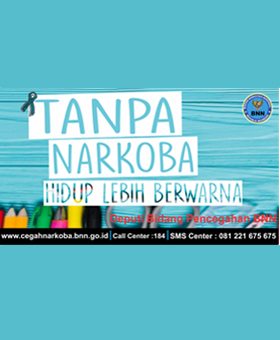 BNN
TANPA
NARKOBA
HIDUP LEBIH BERWARNA
Deputi Bidang Pencegahan BNN
www.cegahnarkoba.bnn.go.id | Call Center :184 | SMS Center : 081 221 675 675